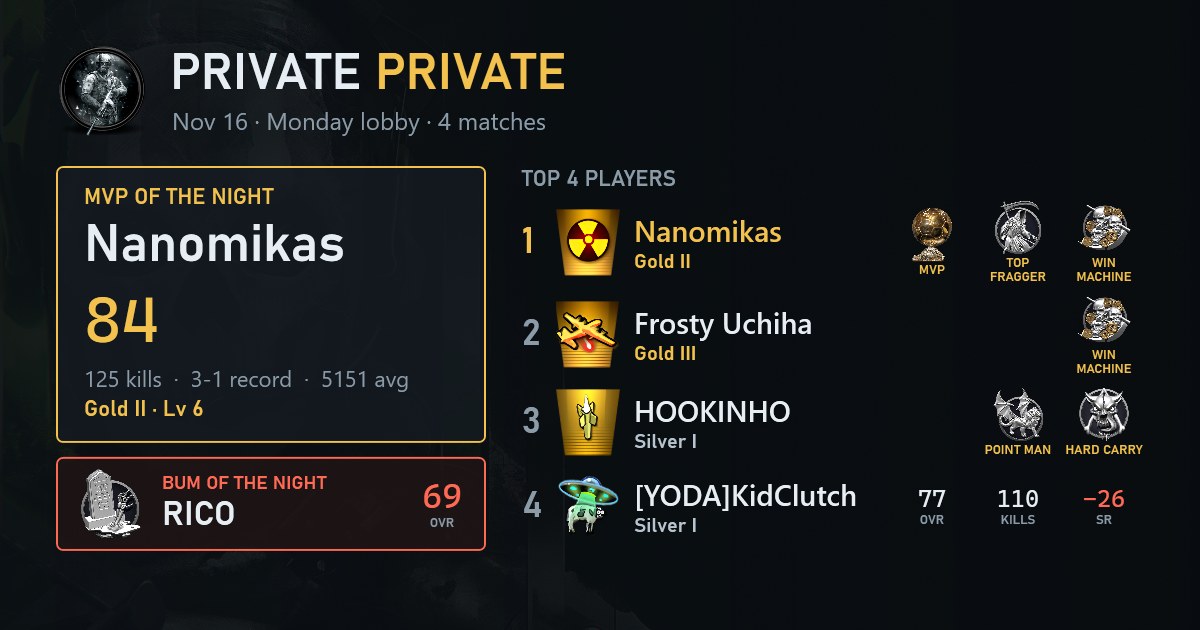 PRIVATE PRIVATE
Nov 16 · Monday lobby · 4 matches
MVP OF THE NIGHT
Nanomikas
84
125 kills · 3-1 record · 5151 avg
Gold II · Lv 6
BUM OF THE NIGHT
RICO
69
OVR
TOP 4 PLAYERS
1
Nanomikas
Gold II
MVP
TOP
FRAGGER
WIN
MACHINE
2
Frosty Uchiha
Gold III
WIN
MACHINE
3
HOOKINHO
Silver I
POINT MAN
HARD CARRY
4
[YODA]KidClutch
Silver I
77
OVR
110
KILLS
−26
SR